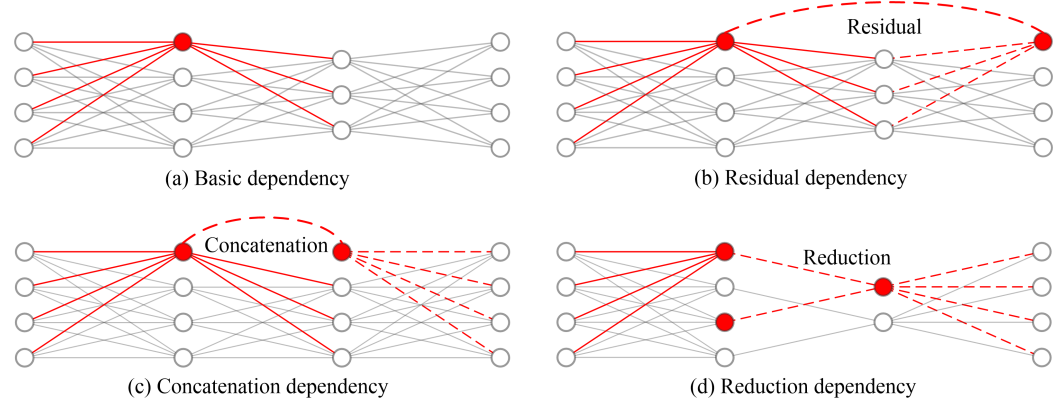 Residual
(a) Basic dependency
(b) Residual dependency
Concatenation
Reduction
(c) Concatenation dependency
(d) Reduction dependency